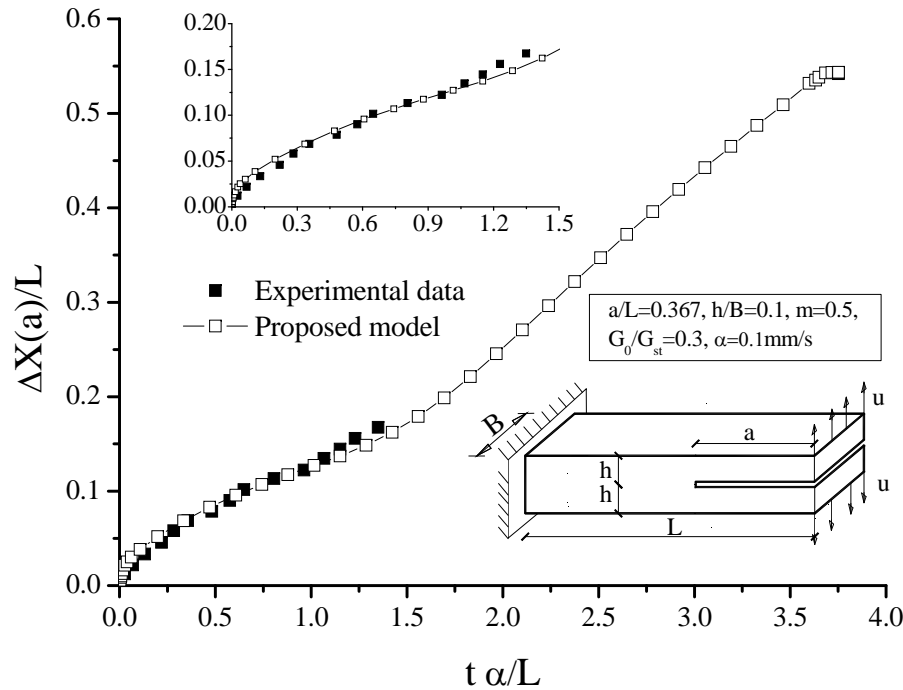 0.6
0.5
0.4
0.3
0.2
0.1
0.0
ΔX(a)/L
0.20
0.15
0.10
0.05
0.00
0.0 0.3 0.6 0.9 1.2 1.5
Experimental data
Proposed model
a/L=0.367, h/B=0.1, m=0.5,
G₀/Gₛₜ=0.3, α=0.1mm/s
B
a
u
h
h
u
L
0.0 0.5 1.0 1.5 2.0 2.5 3.0 3.5 4.0
t α/L